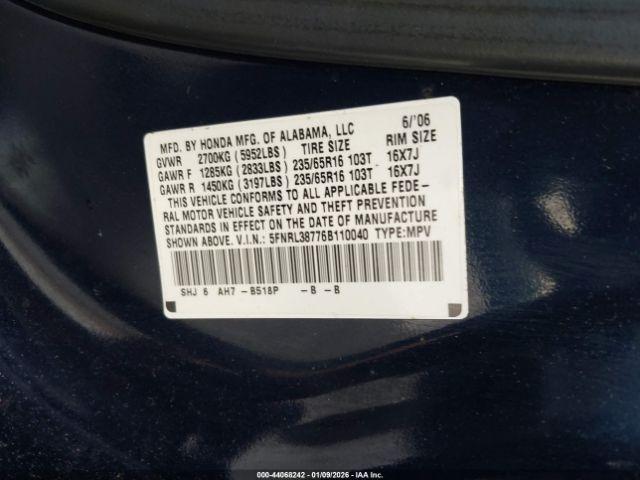 MFD. BY HONDA MFG. OF ALABAMA, LLC 6/'06
GVWR 2700KG (5952LBS) TIRE SIZE RIM SIZE
GAWR F 1285KG (2833LBS) 235/65R16 103T 16X7J
GAWR R 1450KG (3197LBS) 235/65R16 103T 16X7J
THIS VEHICLE CONFORMS TO ALL APPLICABLE FEDE-
RAL MOTOR VEHICLE SAFETY AND THEFT PREVENTION
STANDARDS IN EFFECT ON THE DATE OF MANUFACTURE
SHOWN ABOVE. V.I.N.: 5FNRL38776B110040 TYPE:MPV
SHJ 6 AH7 -B518P -B -B
000-44068242 - 01/09/2026 - IAA Inc.